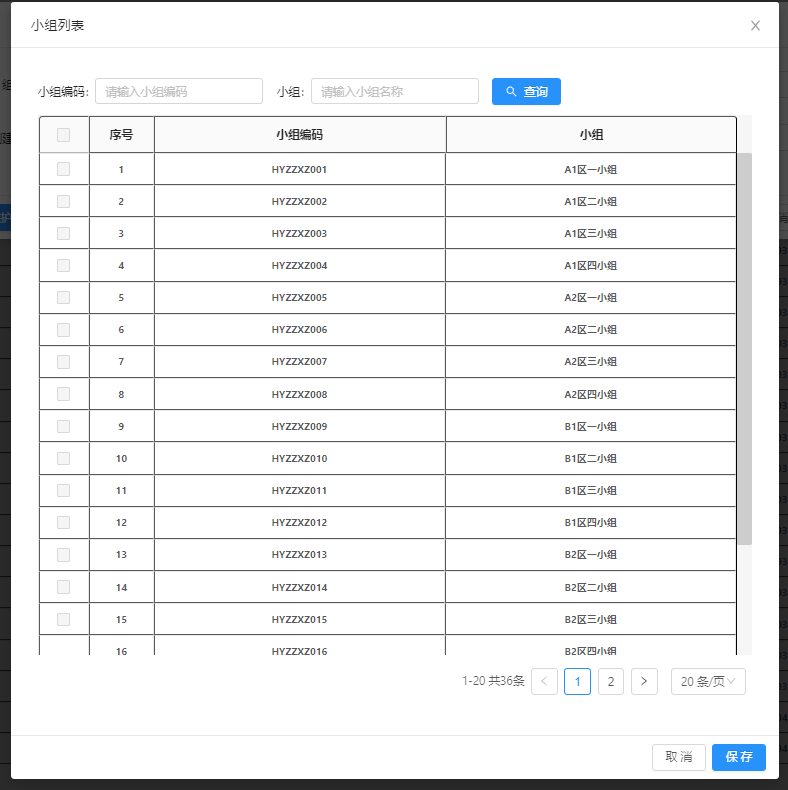 小组列表
小组编码: 请输入小组编码 小组: 请输入小组名称 查询
序号 小组编码 小组
1 HYZZXZ001 A1区一小组
2 HYZZXZ002 A1区二小组
3 HYZZXZ003 A1区三小组
4 HYZZXZ004 A1区四小组
5 HYZZXZ005 A2区一小组
6 HYZZXZ006 A2区二小组
7 HYZZXZ007 A2区三小组
8 HYZZXZ008 A2区四小组
9 HYZZXZ009 B1区一小组
10 HYZZXZ010 B1区二小组
11 HYZZXZ011 B1区三小组
12 HYZZXZ012 B1区四小组
13 HYZZXZ013 B2区一小组
14 HYZZXZ014 B2区二小组
15 HYZZXZ015 B2区三小组
16 HYZZXZ016 B2区四小组
1-20 共36条 < 1 2 > 20 条/页
取消 保存